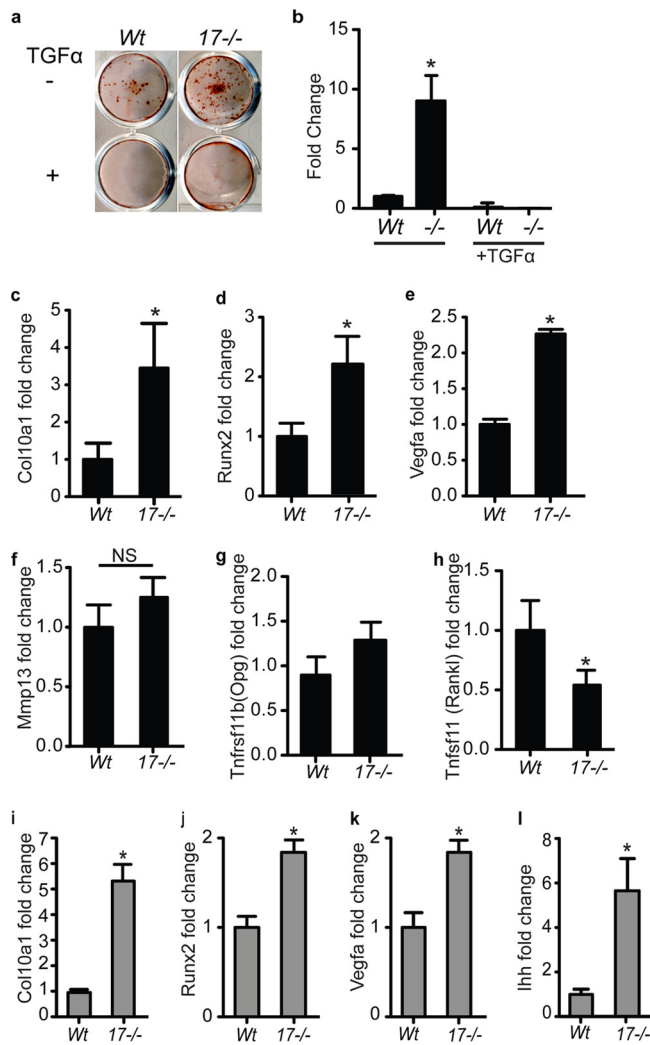 a
Wt 17-/-
TGFα
-
+
b
Fold Change
15
10
5
0
*
Wt -/- Wt -/-
+TGFα
c
Col10a1 fold change
5
4
3
2
1
0
*
Wt 17-/-
d
Runx2 fold change
3
2
1
0
*
Wt 17-/-
e
Vegfa fold change
2.5
2.0
1.5
1.0
0.5
0.0
*
Wt 17-/-
f
Mmp13 fold change
1.5
1.0
0.5
0.0
NS
Wt 17-/-
g
Tnfrsf11b(Opg) fold change
2.0
1.5
1.0
0.5
0.0
Wt 17-/-
h
Tnfsf11 (Rankl) fold change
1.5
1.0
0.5
0.0
*
Wt 17-/-
i
Col10a1 fold change
7
6
5
4
3
2
1
0
*
Wt 17-/-
j
Runx2 fold change
2
1
0
*
Wt 17-/-
k
Vegfa fold change
2
1
0
*
Wt 17-/-
l
Ihh fold change
8
6
4
2
0
*
Wt 17-/-